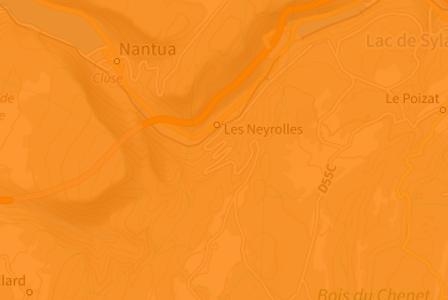 Nantua
Lac de Syla
Cluse
de
e
Le Poizat
Les Neyrolles
D55C
llard
Bois du Chenet